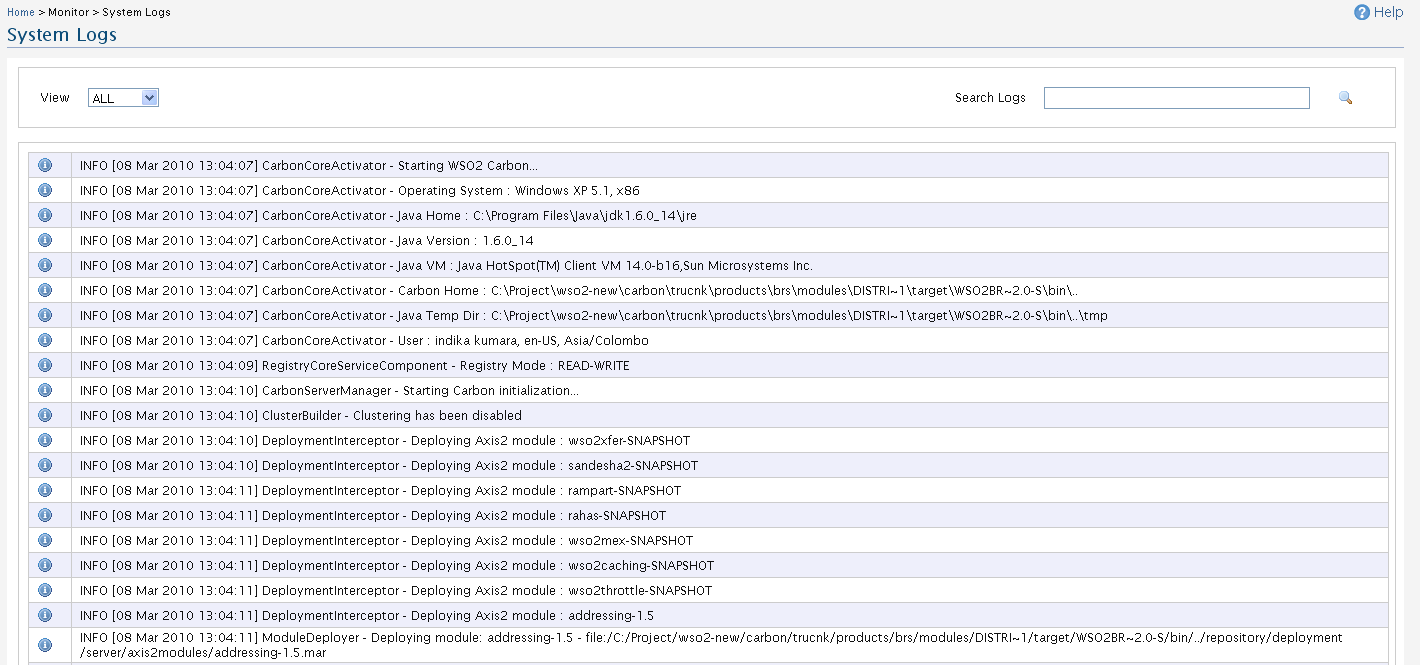 Home > Monitor > System Logs
Help
System Logs
View
ALL
Search Logs
INFO [08 Mar 2010 13:04:07] CarbonCoreActivator - Starting WSO2 Carbon...
INFO [08 Mar 2010 13:04:07] CarbonCoreActivator - Operating System : Windows XP 5.1, x86
INFO [08 Mar 2010 13:04:07] CarbonCoreActivator - Java Home : C:\Program Files\Java\jdk1.6.0_14\jre
INFO [08 Mar 2010 13:04:07] CarbonCoreActivator - Java Version : 1.6.0_14
INFO [08 Mar 2010 13:04:07] CarbonCoreActivator - Java VM : Java HotSpot(TM) Client VM 14.0-b16,Sun Microsystems Inc.
INFO [08 Mar 2010 13:04:07] CarbonCoreActivator - Carbon Home : C:\Project\wso2-new\carbon\trucnk\products\brs\modules\DISTRI~1\target\WSO2BR~2.0-S\bin\..
INFO [08 Mar 2010 13:04:07] CarbonCoreActivator - Java Temp Dir : C:\Project\wso2-new\carbon\trucnk\products\brs\modules\DISTRI~1\target\WSO2BR~2.0-S\bin\..\tmp
INFO [08 Mar 2010 13:04:07] CarbonCoreActivator - User : indika kumara, en-US, Asia/Colombo
INFO [08 Mar 2010 13:04:09] RegistryCoreServiceComponent - Registry Mode : READ-WRITE
INFO [08 Mar 2010 13:04:10] CarbonServerManager - Starting Carbon initialization...
INFO [08 Mar 2010 13:04:10] ClusterBuilder - Clustering has been disabled
INFO [08 Mar 2010 13:04:10] DeploymentInterceptor - Deploying Axis2 module : wso2xfer-SNAPSHOT
INFO [08 Mar 2010 13:04:10] DeploymentInterceptor - Deploying Axis2 module : sandesha2-SNAPSHOT
INFO [08 Mar 2010 13:04:11] DeploymentInterceptor - Deploying Axis2 module : rampart-SNAPSHOT
INFO [08 Mar 2010 13:04:11] DeploymentInterceptor - Deploying Axis2 module : rahas-SNAPSHOT
INFO [08 Mar 2010 13:04:11] DeploymentInterceptor - Deploying Axis2 module : wso2mex-SNAPSHOT
INFO [08 Mar 2010 13:04:11] DeploymentInterceptor - Deploying Axis2 module : wso2caching-SNAPSHOT
INFO [08 Mar 2010 13:04:11] DeploymentInterceptor - Deploying Axis2 module : wso2throttle-SNAPSHOT
INFO [08 Mar 2010 13:04:11] DeploymentInterceptor - Deploying Axis2 module : addressing-1.5
INFO [08 Mar 2010 13:04:11] ModuleDeployer - Deploying module: addressing-1.5 - file:/C:/Project/wso2-new/carbon/trucnk/products/brs/modules/DISTRI~1/target/WSO2BR~2.0-S/bin/../repository/deployment
/server/axis2modules/addressing-1.5.mar